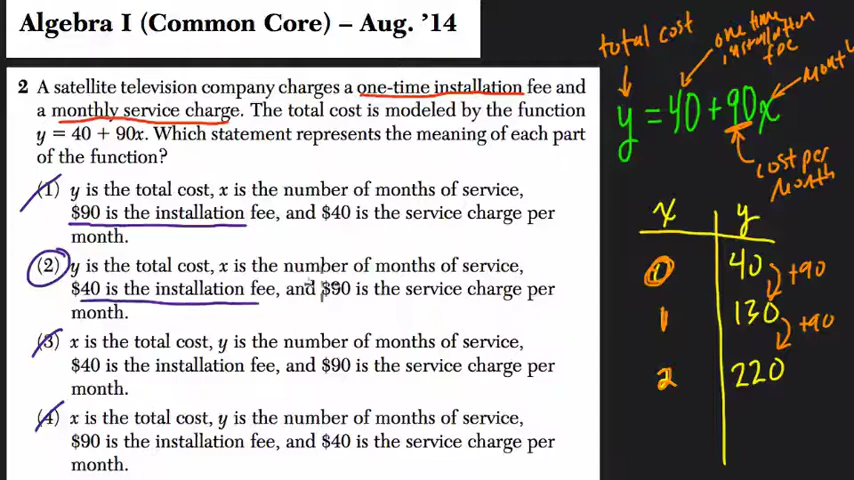 Algebra I (Common Core) – Aug. ’14
2 A satellite television company charges a one-time installation fee and
a monthly service charge. The total cost is modeled by the function
y = 40 + 90x. Which statement represents the meaning of each part
of the function?
(1) y is the total cost, x is the number of months of service,
$90 is the installation fee, and $40 is the service charge per
month.
(2) y is the total cost, x is the number of months of service,
$40 is the installation fee, and $90 is the service charge per
month.
(3) x is the total cost, y is the number of months of service,
$40 is the installation fee, and $90 is the service charge per
month.
(4) x is the total cost, y is the number of months of service,
$90 is the installation fee, and $40 is the service charge per
month.
total cost
one time
installation
fee
y = 40 + 90x
cost per
month
x y
0 40
+90
1 130
+90
2 220